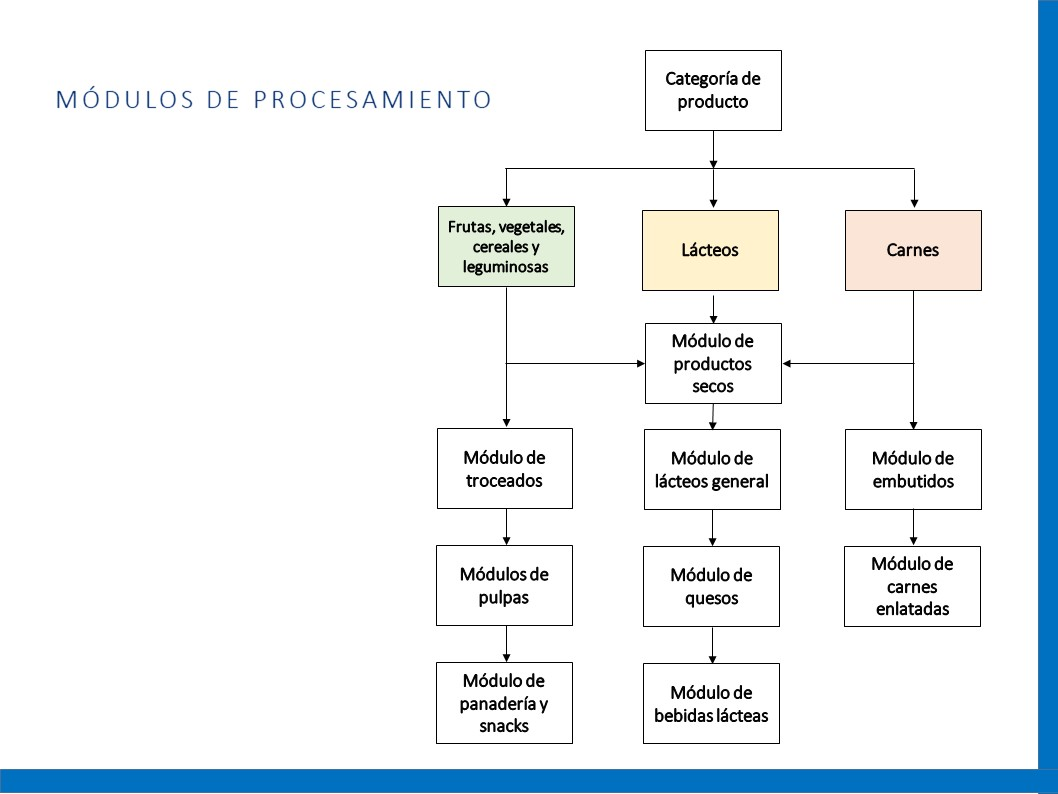 MÓDULOS DE PROCESAMIENTO
Categoría de
producto
Frutas, vegetales,
cereales y
leguminosas
Lácteos
Carnes
Módulo de
productos
secos
Módulo de
troceados
Módulo de
lácteos general
Módulo de
embutidos
Módulos de
pulpas
Módulo de
quesos
Módulo de
carnes
enlatadas
Módulo de
panadería y
snacks
Módulo de
bebidas lácteas